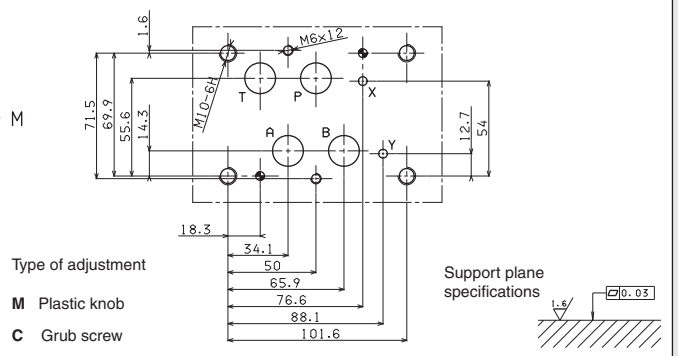 1.6
M6x12
M10-6H
T
P
X
71.5
69.9
55.6
14.3
M
A
B
Y
12.7
54
18.3
34.1
50
65.9
76.6
88.1
101.6
Type of adjustment
M Plastic knob
C Grub screw
Support plane
specifications
1.6
0.03